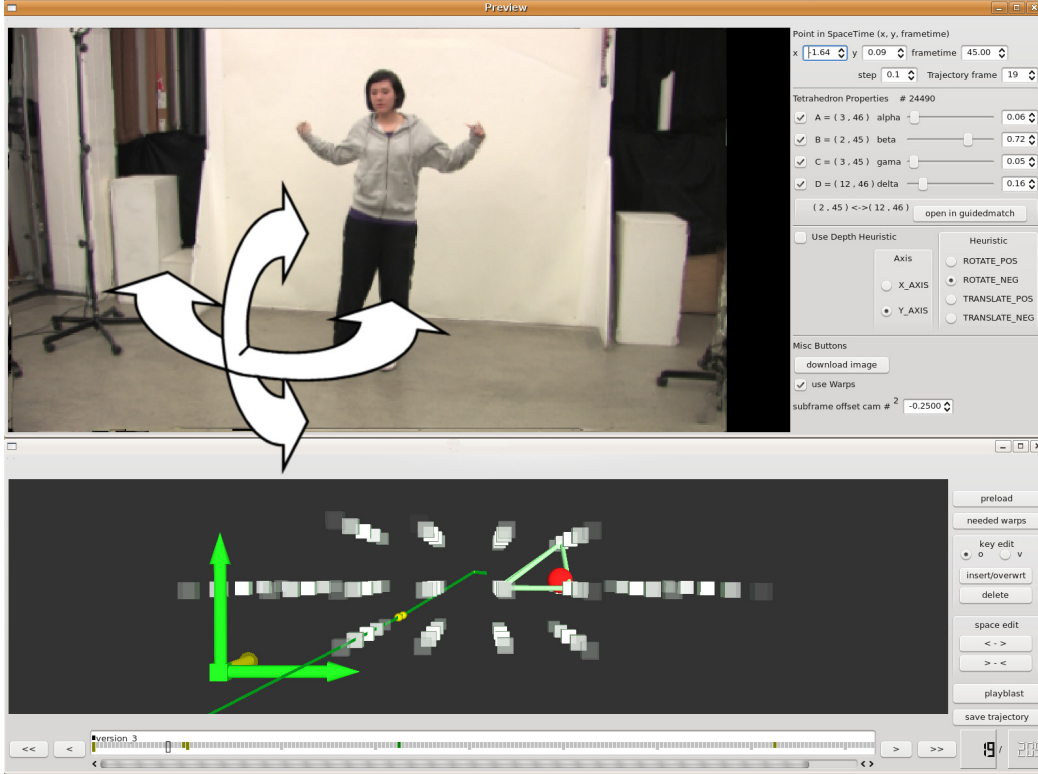 Preview
Point in SpaceTime (x, y, frametime)
x -1.64 y 0.09 frametime 45.00
step 0.1 Trajectory frame 19
Tetrahedron Properties # 24490
A = ( 3 , 46 ) alpha 0.06
B = ( 2 , 45 ) beta 0.72
C = ( 3 , 45 ) gama 0.05
D = ( 12 , 46 ) delta 0.16
( 2 , 45 ) <->( 12 , 46 ) open in guidedmatch
Use Depth Heuristic
Axis
X_AXIS
Y_AXIS
Heuristic
ROTATE_POS
ROTATE_NEG
TRANSLATE_POS
TRANSLATE_NEG
Misc Buttons
download image
use Warps
subframe offset cam # 2 -0.2500
preload
needed warps
key edit
o v
insert/overwrt
delete
space edit
< - >
> - <
playblast
save trajectory
version_3
<< < > >> 19 /